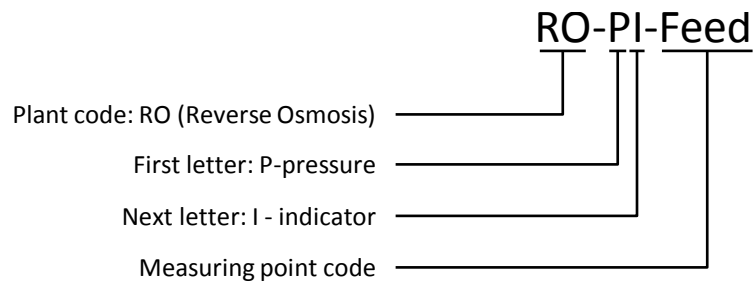 RO-PI-Feed
Plant code: RO (Reverse Osmosis)
First letter: P-pressure
Next letter: I - indicator
Measuring point code